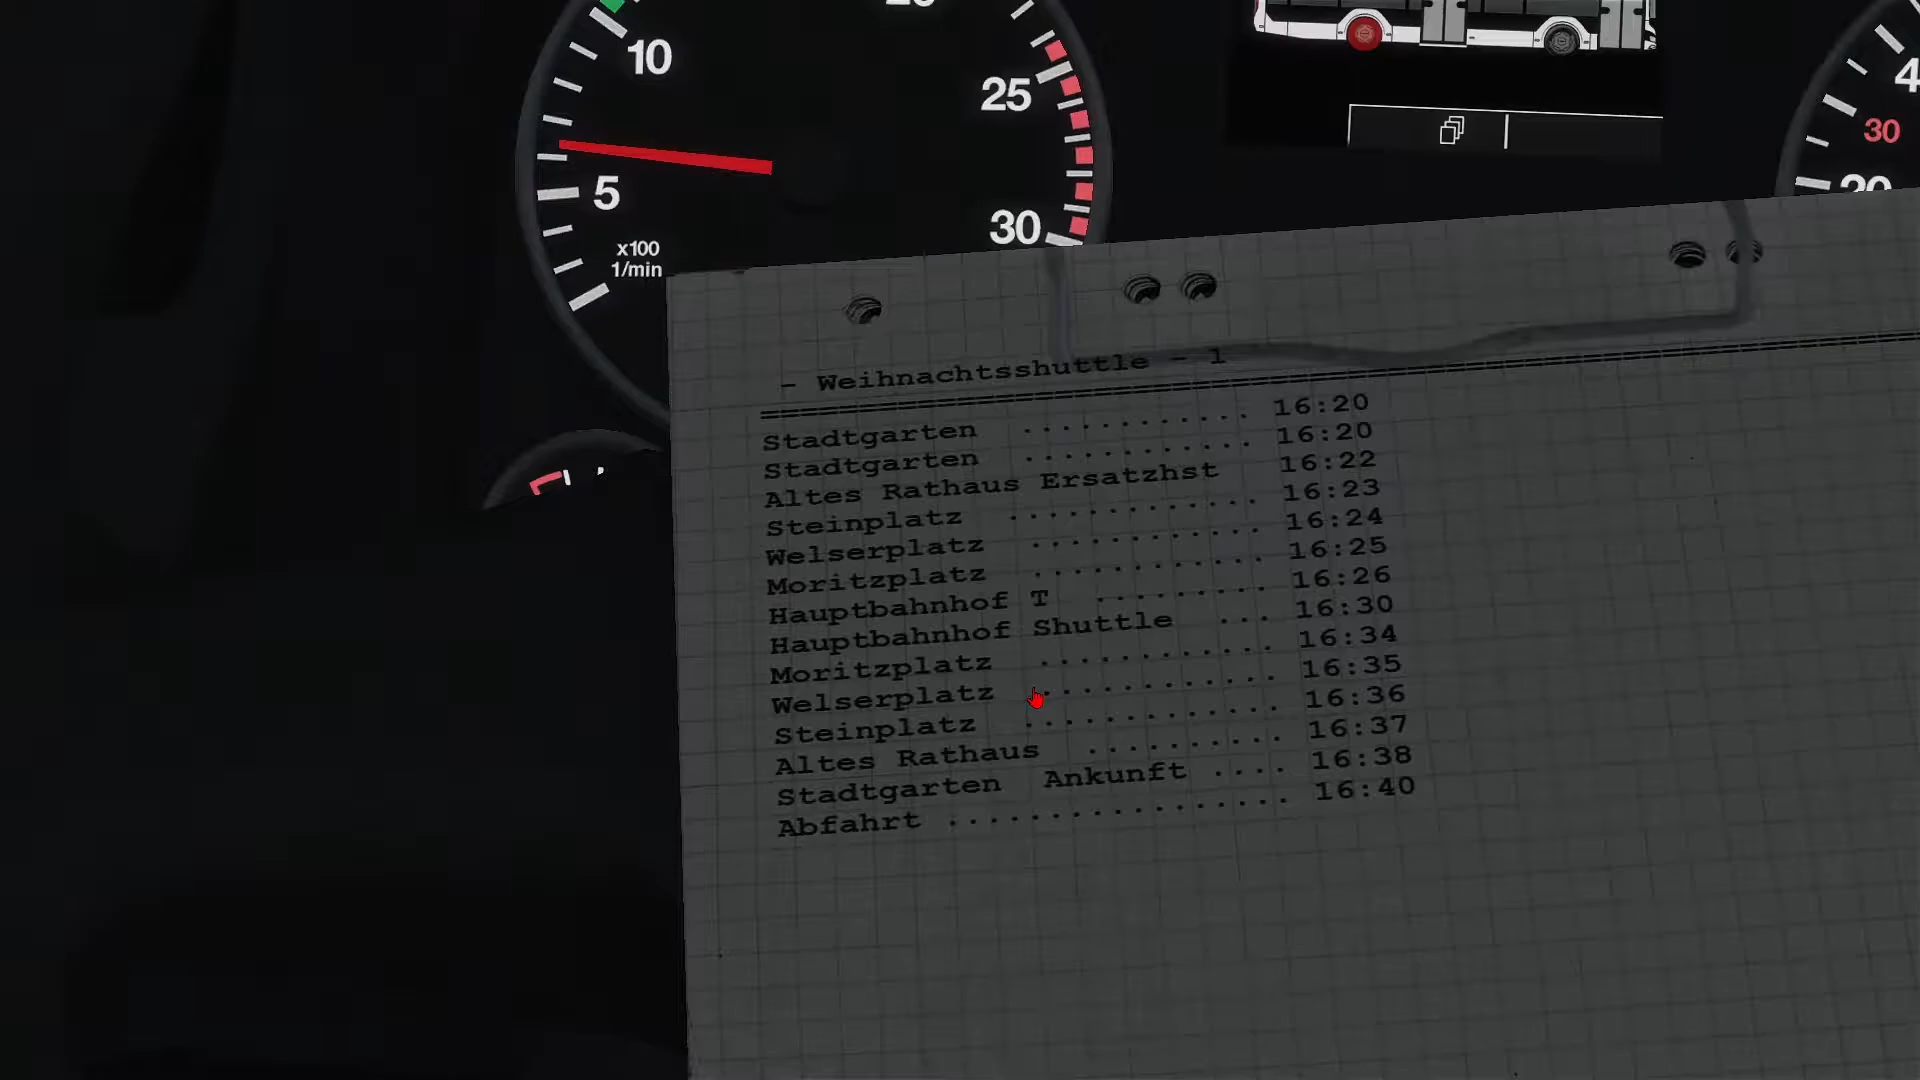 10
25
5
30
x100
1/min
30
20
- Weihnachtsshuttle - 1
Stadtgarten ............ 16:20
Stadtgarten ............ 16:20
Altes Rathaus Ersatzhst 16:22
Steinplatz ............. 16:23
Welserplatz ............ 16:24
Moritzplatz ............ 16:25
Hauptbahnhof T ......... 16:26
Hauptbahnhof Shuttle ... 16:30
Moritzplatz ............ 16:34
Welserplatz ............ 16:35
Steinplatz ............. 16:36
Altes Rathaus .......... 16:37
Stadtgarten Ankunft .... 16:38
Abfahrt .................. 16:40